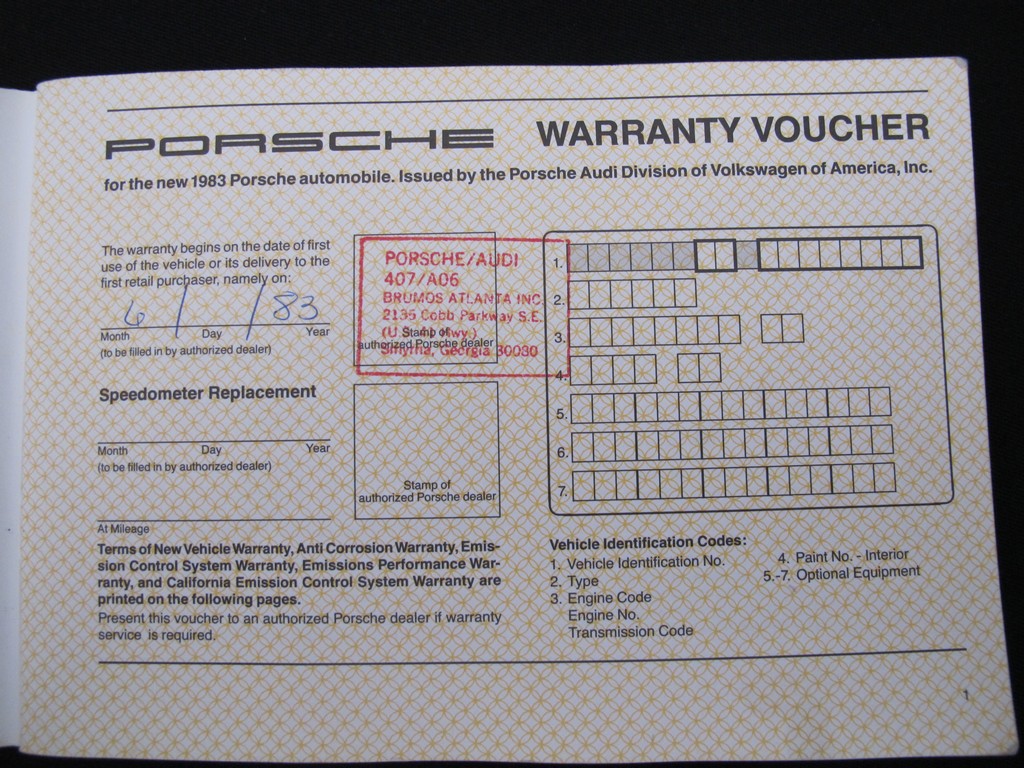 PORSCHE WARRANTY VOUCHER
for the new 1983 Porsche automobile. Issued by the Porsche Audi Division of Volkswagen of America, Inc.
The warranty begins on the date of first
use of the vehicle or its delivery to the
first retail purchaser, namely on:
6 / /83
Month Day Year
(to be filled in by authorized dealer)
PORSCHE/AUDI
407/A06
BRUMOS ATLANTA INC.
2135 Cobb Parkway S.E.
(U.S. Hwy.)
Smyrna, Georgia 30080
Stamp of
authorized Porsche dealer
Speedometer Replacement
Month Day Year
(to be filled in by authorized dealer)
At Mileage
Stamp of
authorized Porsche dealer
1.
2.
3.
4.
5.
6.
7.
Terms of New Vehicle Warranty, Anti Corrosion Warranty, Emis-
sion Control System Warranty, Emissions Performance War-
ranty, and California Emission Control System Warranty are
printed on the following pages.
Present this voucher to an authorized Porsche dealer if warranty
service is required.
Vehicle Identification Codes:
1. Vehicle Identification No.
2. Type
3. Engine Code
Engine No.
Transmission Code
4. Paint No. - Interior
5.-7. Optional Equipment
1